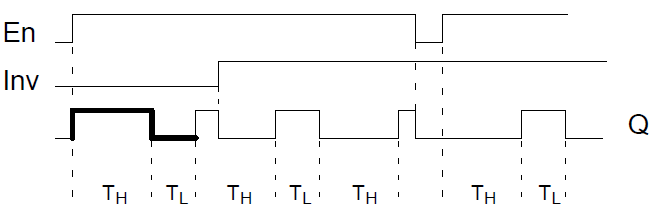 En
Inv
Q
TH TL TH TL TH TH TL